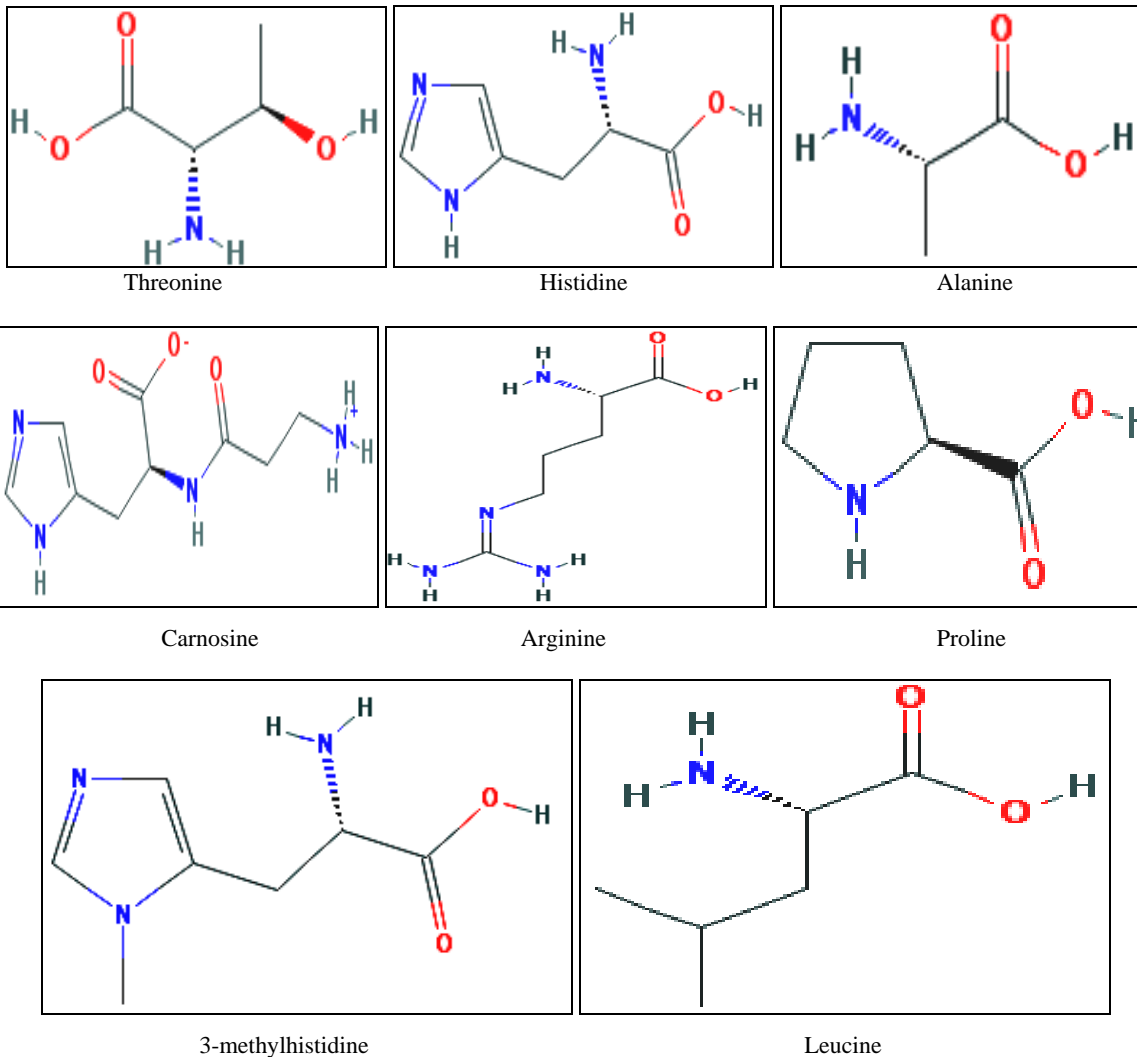 Threonine
Histidine
Alanine
Carnosine
Arginine
Proline
3-methylhistidine
Leucine